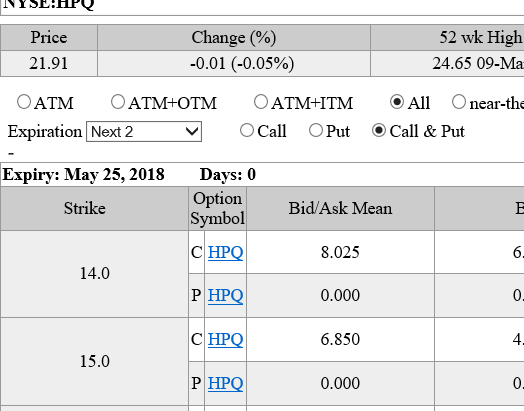 NYSE:HPQ
Price Change (%) 52 wk High
21.91 -0.01 (-0.05%) 24.65 09-Ma
ATM ATM+OTM ATM+ITM All near-the
Expiration Next 2 Call Put Call & Put
-
Expiry: May 25, 2018 Days: 0
Strike Option Symbol Bid/Ask Mean B
14.0
C HPQ 8.025 6.
P HPQ 0.000 0.
15.0
C HPQ 6.850 4.
P HPQ 0.000 0.